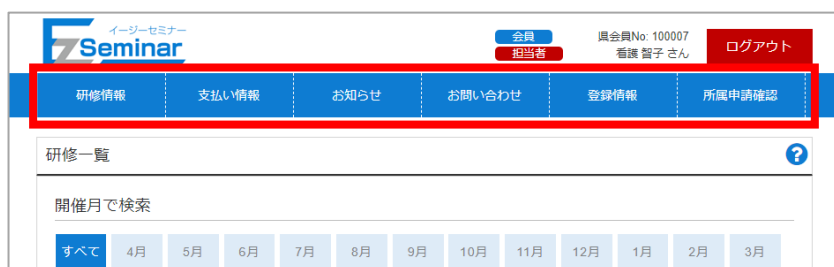 イージーセミナー
EzSeminar
会員
担当者
県会員No: 100007
看護 智子 さん
ログアウト
研修情報 支払い情報 お知らせ お問い合わせ 登録情報 所属申請確認
研修一覧 ?
開催月で検索
すべて 4月 5月 6月 7月 8月 9月 10月 11月 12月 1月 2月 3月